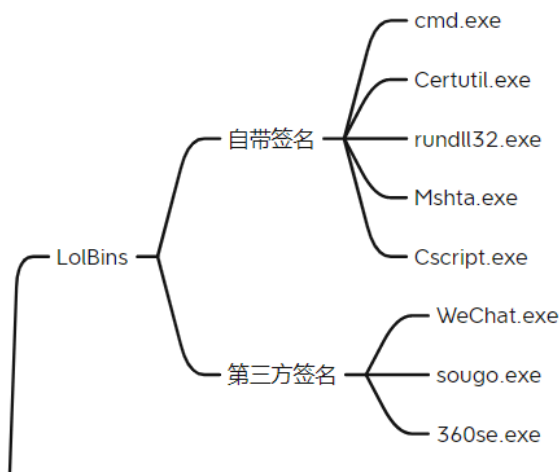 LolBins
自带签名
cmd.exe
Certutil.exe
rundll32.exe
Mshta.exe
Cscript.exe
第三方签名
WeChat.exe
sougo.exe
360se.exe